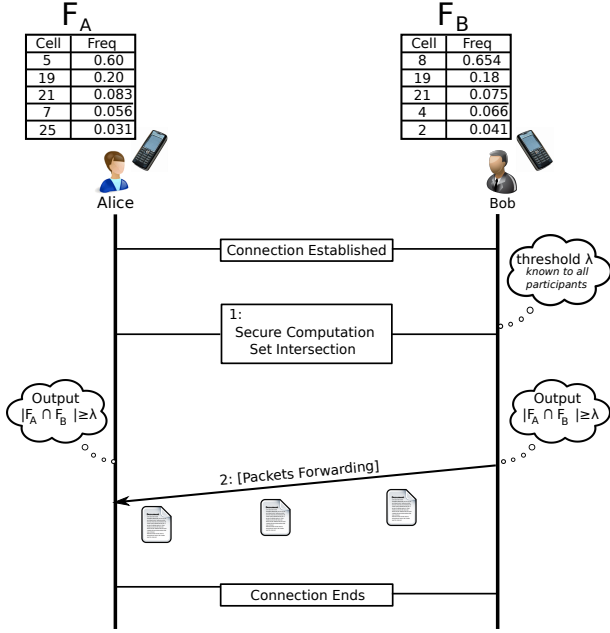 F_A
F_B
Cell Freq
5 0.60
19 0.20
21 0.083
7 0.056
25 0.031
Cell Freq
8 0.654
19 0.18
21 0.075
4 0.066
2 0.041
Alice
Bob
Connection Established
threshold λ
known to all
participants
1:
Secure Computation
Set Intersection
Output
|F_A ∩ F_B |≥λ
Output
|F_A ∩ F_B |≥λ
2: [Packets Forwarding]
Connection Ends